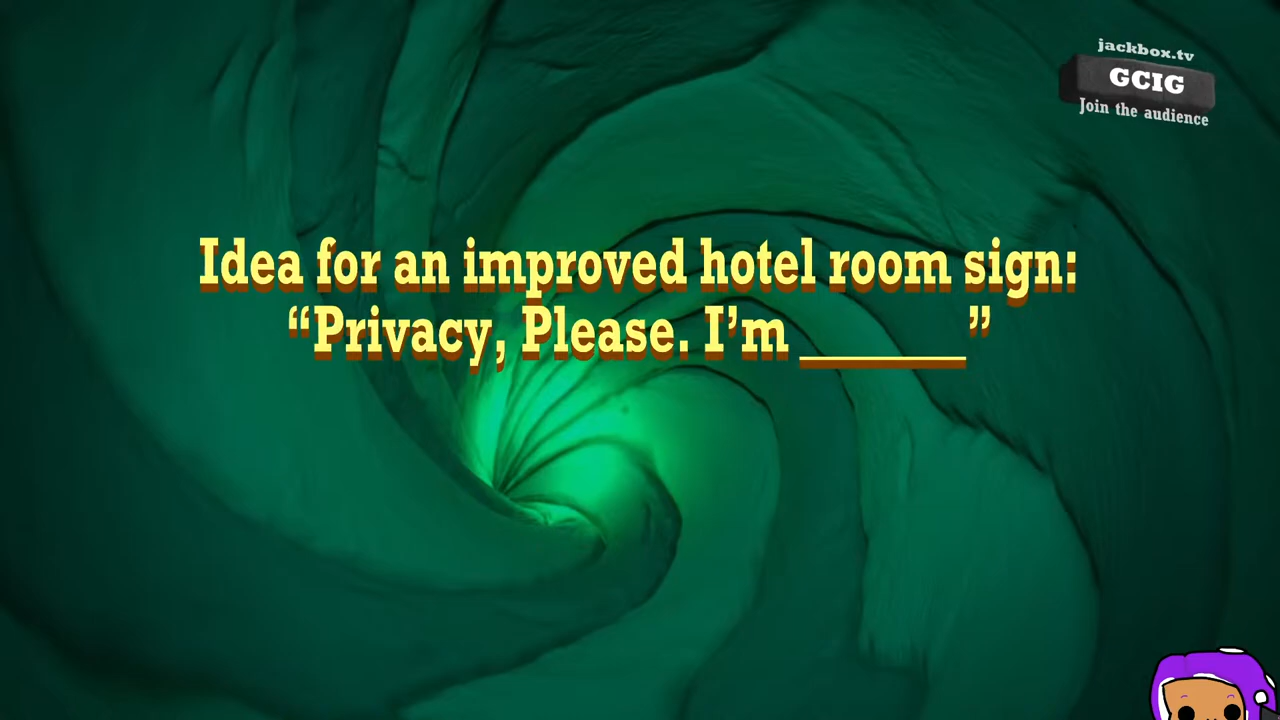 jackbox.tv
GCIG
Join the audience
Idea for an improved hotel room sign:
“Privacy, Please. I’m ______”